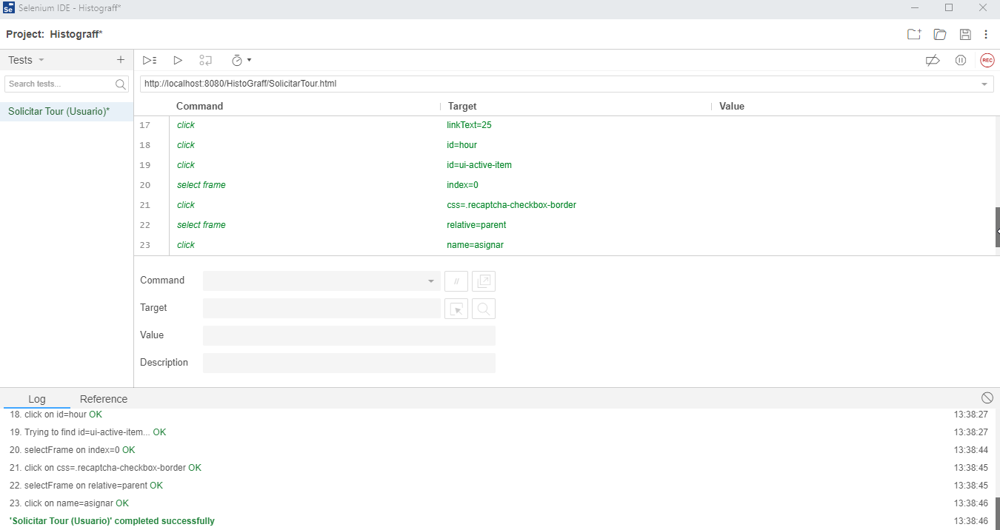 Selenium IDE - Histograff*
Project: Histograff*
Tests
Search tests...
Solicitar Tour (Usuario)*
REC
http://localhost:8080/HistoGraff/SolicitarTour.html
Command Target Value
17 click linkText=25
18 click id=hour
19 click id=ui-active-item
20 select frame index=0
21 click css=.recaptcha-checkbox-border
22 select frame relative=parent
23 click name=asignar
Command //
Target
Value
Description
Log Reference
18. click on id=hour OK 13:38:27
19. Trying to find id=ui-active-item... OK 13:38:27
20. selectFrame on index=0 OK 13:38:44
21. click on css=.recaptcha-checkbox-border OK 13:38:45
22. selectFrame on relative=parent OK 13:38:45
23. click on name=asignar OK 13:38:46
'Solicitar Tour (Usuario)' completed successfully 13:38:46